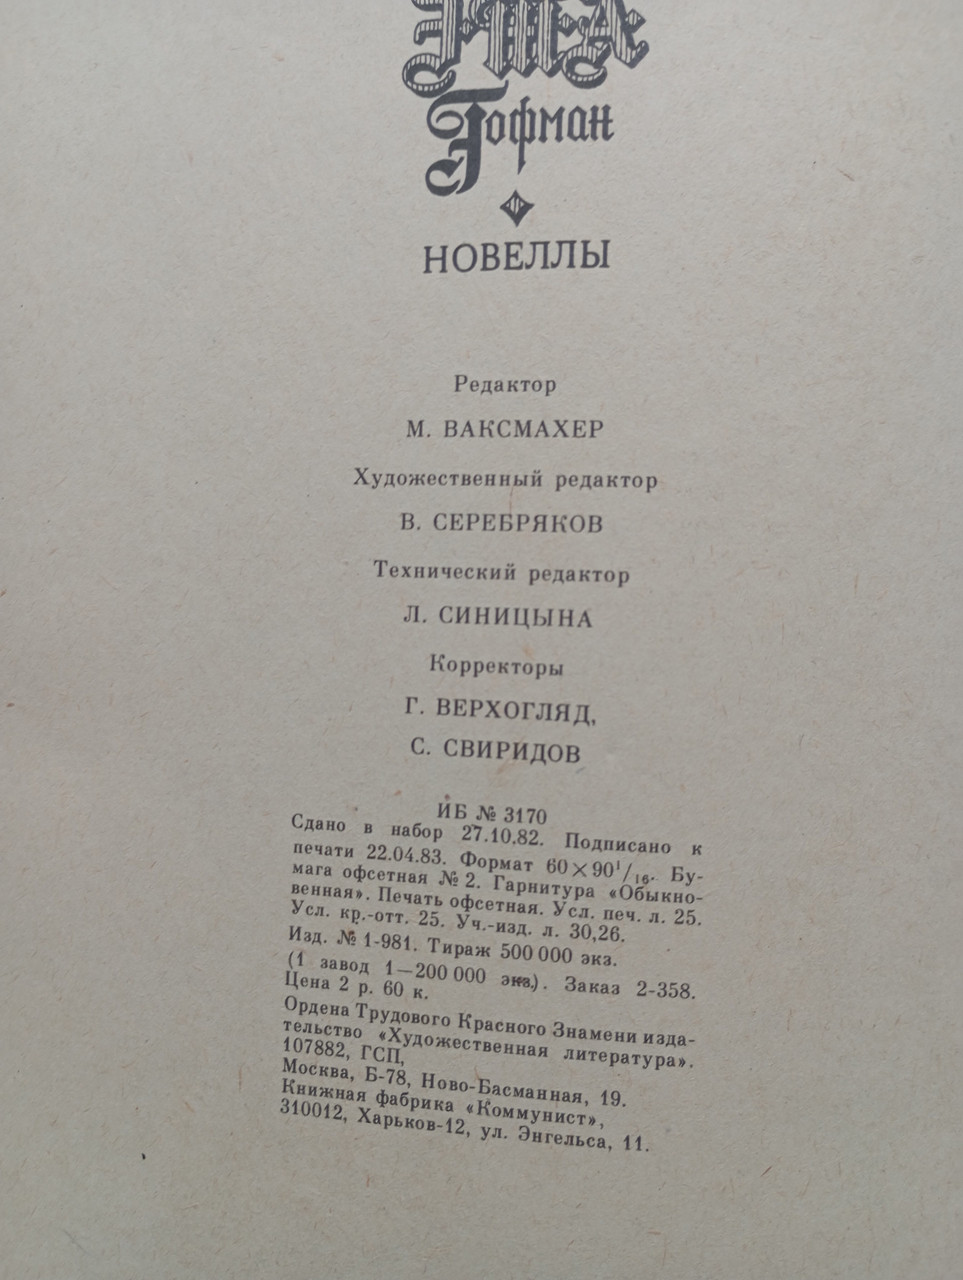 Э•Т•А
Гофман
НОВЕЛЛЫ
Редактор
М. ВАКСМАХЕР
Художественный редактор
В. СЕРЕБРЯКОВ
Технический редактор
Л. СИНИЦЫНА
Корректоры
Г. ВЕРХОГЛЯД,
С. СВИРИДОВ
ИБ № 3170
Сдано в набор 27.10.82. Подписано к
печати 22.04.83. Формат 60×90¹/₁₆. Бу-
мага офсетная № 2. Гарнитура «Обыкно-
венная». Печать офсетная. Усл. печ. л. 25.
Усл. кр.-отт. 25. Уч.-изд. л. 30,26.
Изд. № 1-981. Тираж 500 000 экз.
(1 завод 1—200 000 экз.). Заказ 2-358.
Цена 2 р. 60 к.
Ордена Трудового Красного Знамени изда-
тельство «Художественная литература».
107882, ГСП,
Москва, Б-78, Ново-Басманная, 19.
Книжная фабрика «Коммунист»,
310012, Харьков-12, ул. Энгельса, 11.